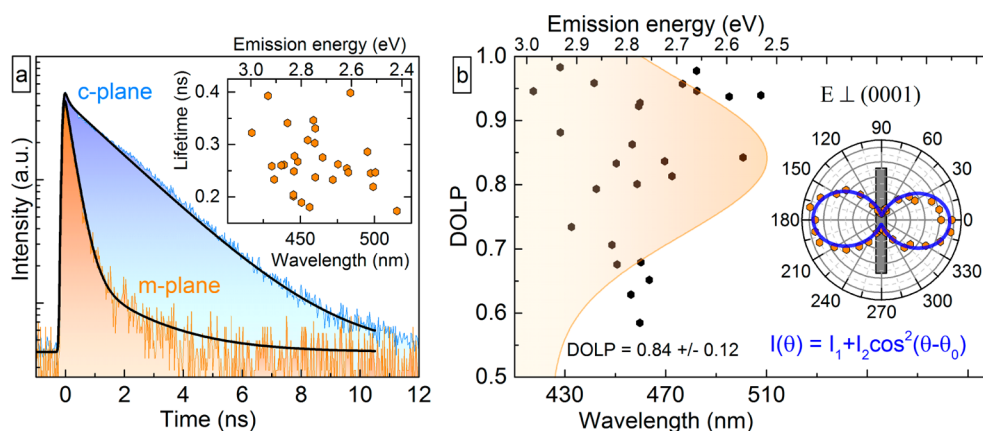 a
Intensity (a.u.)
c-plane
m-plane
0 2 4 6 8 10 12
Time (ns)
Emission energy (eV)
3.0 2.8 2.6 2.4
Lifetime (ns)
0.4
0.3
0.2
450 500
Wavelength (nm)
b
Emission energy (eV)
3.0 2.9 2.8 2.7 2.6 2.5
DOLP
1.0
0.9
0.8
0.7
0.6
0.5
430 470 510
Wavelength (nm)
DOLP = 0.84 +/- 0.12
E ⊥ (0001)
90
120 60
150 30
180 0
210 330
240 300
270
I(θ) = I₁+I₂cos²(θ-θ₀)